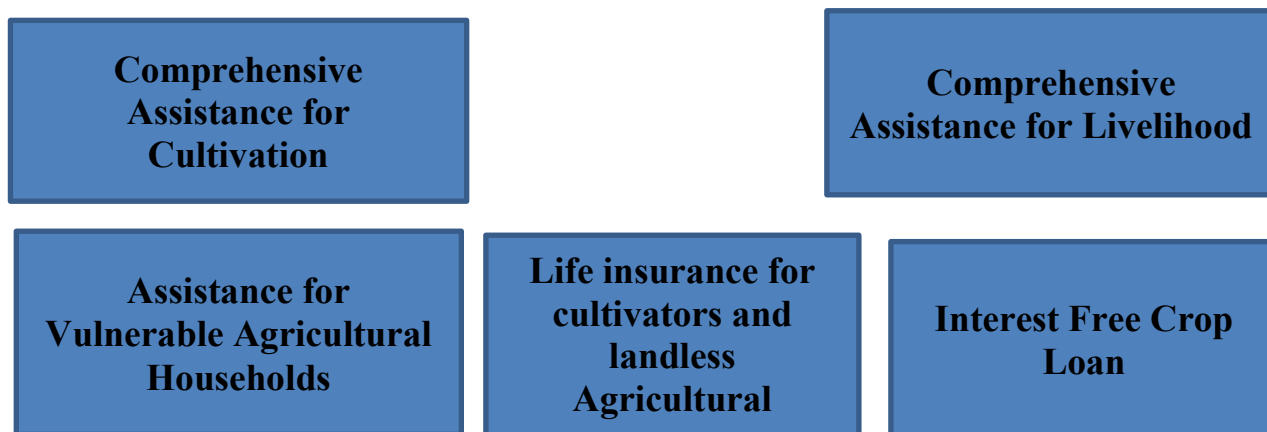 Comprehensive
Assistance for
Cultivation
Comprehensive
Assistance for Livelihood
Assistance for
Vulnerable Agricultural
Households
Life insurance for
cultivators and
landless
Agricultural
Interest Free Crop
Loan